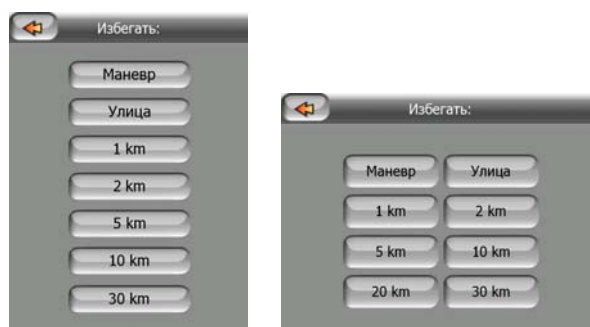 Избегать:
Маневр
Улица
1 km
2 km
5 km
10 km
30 km
Избегать:
Маневр Улица
1 km 2 km
5 km 10 km
20 km 30 km